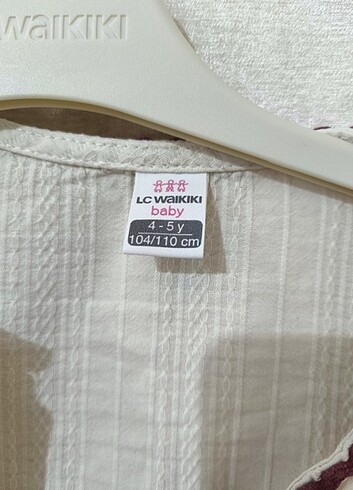 WAIKIKI
LC WAIKIKI
baby
4 - 5 y
104/110 cm